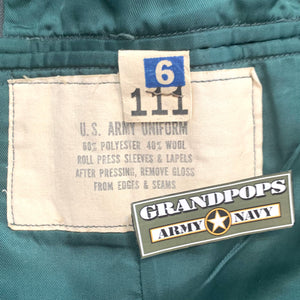 6
111
U.S. ARMY UNIFORM
60% POLYESTER 40% WOOL
ROLL PRESS SLEEVES & LAPELS
AFTER PRESSING, REMOVE GLOSS
FROM EDGES & SEAMS
GRANDPOPS
ARMY NAVY